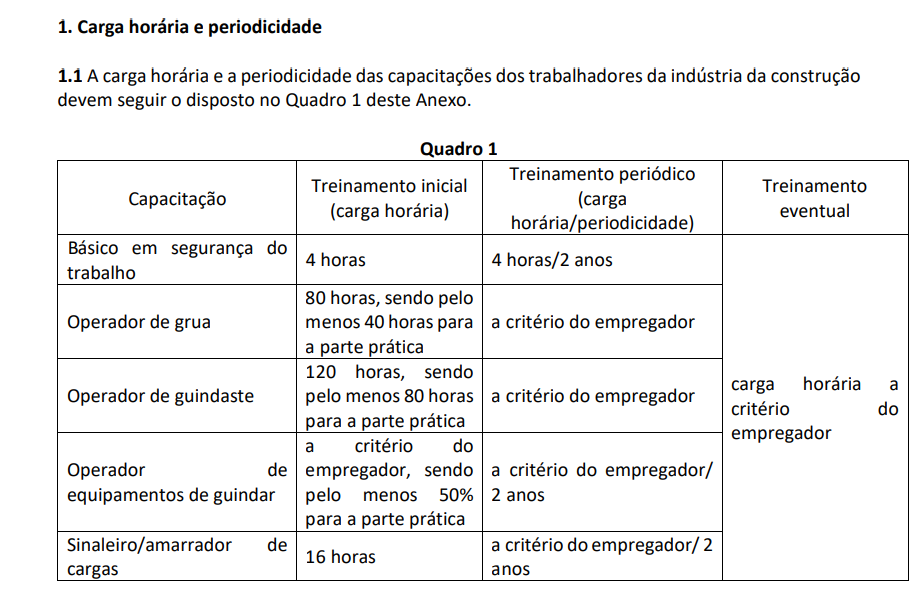 1. Carga horária e periodicidade
1.1 A carga horária e a periodicidade das capacitações dos trabalhadores da indústria da construção
devem seguir o disposto no Quadro 1 deste Anexo.
Quadro 1
Capacitação
Treinamento inicial
(carga horária)
Treinamento periódico
(carga
horária/periodicidade)
Treinamento
eventual
Básico em segurança do
trabalho
4 horas
4 horas/2 anos
Operador de grua
80 horas, sendo pelo
menos 40 horas para
a parte prática
a critério do empregador
Operador de guindaste
120 horas, sendo
pelo menos 80 horas
para a parte prática
a critério do empregador
Operador de
equipamentos de guindar
a critério do
empregador, sendo
pelo menos 50%
para a parte prática
a critério do empregador/
2 anos
Sinaleiro/amarrador de
cargas
16 horas
a critério do empregador/ 2
anos
carga horária a
critério do
empregador